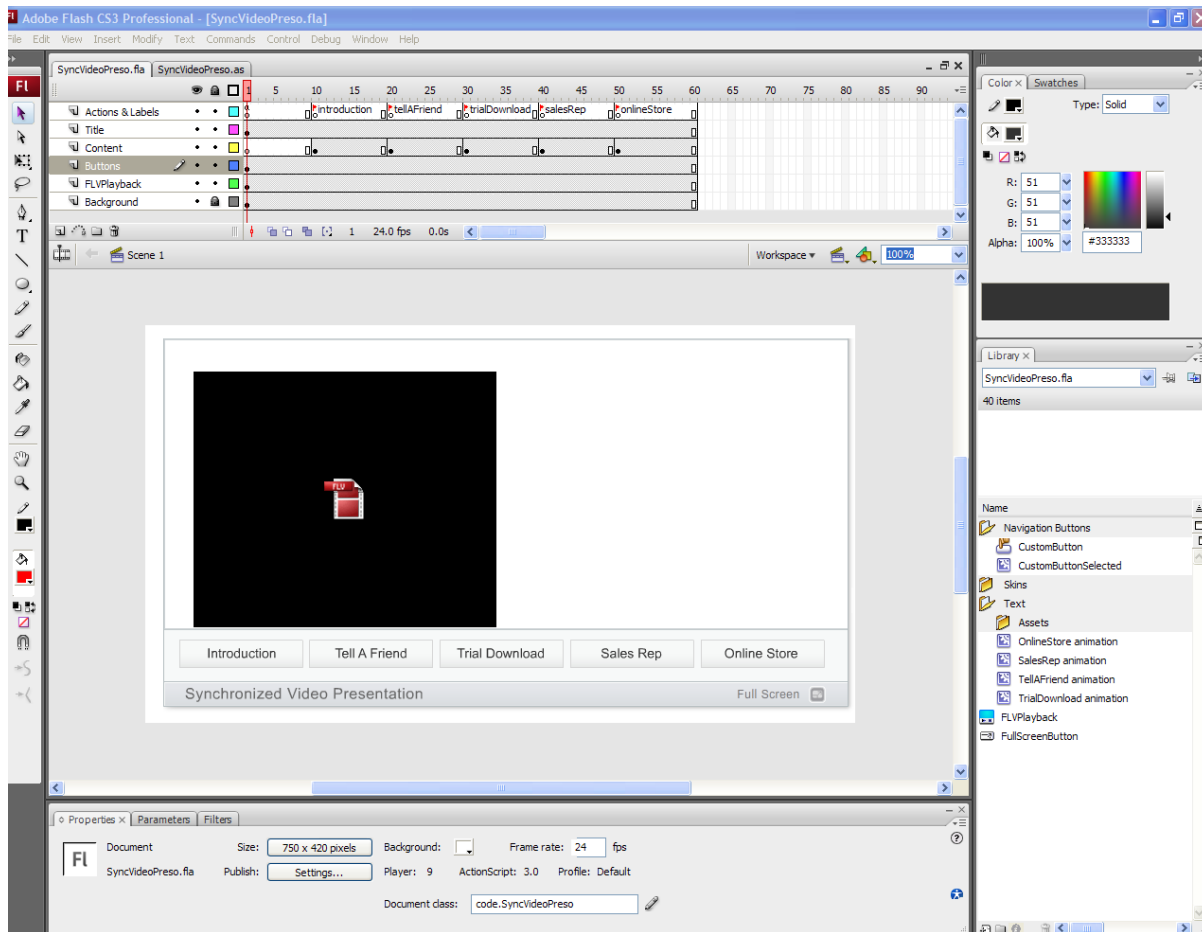 Fl Adobe Flash CS3 Professional - [SyncVideoPreso.fla]
File Edit View Insert Modify Text Commands Control Debug Window Help
SyncVideoPreso.fla SyncVideoPreso.as
Fl
1 5 10 15 20 25 30 35 40 45 50 55 60 65 70 75 80 85 90
Actions & Labels introduction tellAFriend trialDownload salesRep onlineStore
Title
Content
Buttons
FLVPlayback
Background
1 24.0 fps 0.0s
Scene 1 Workspace 100%
FLV
Introduction Tell A Friend Trial Download Sales Rep Online Store
Synchronized Video Presentation Full Screen
T
Properties × Parameters Filters
Fl
Document Size: 750 x 420 pixels Background: Frame rate: 24 fps
SyncVideoPreso.fla Publish: Settings... Player: 9 ActionScript: 3.0 Profile: Default
Document class: code.SyncVideoPreso
Color × Swatches
Type: Solid
R: 51
G: 51
B: 51
Alpha: 100% #333333
Library ×
SyncVideoPreso.fla
40 items
Name
Navigation Buttons
CustomButton
CustomButtonSelected
Skins
Text
Assets
OnlineStore animation
SalesRep animation
TellAFriend animation
TrialDownload animation
FLVPlayback
FullScreenButton